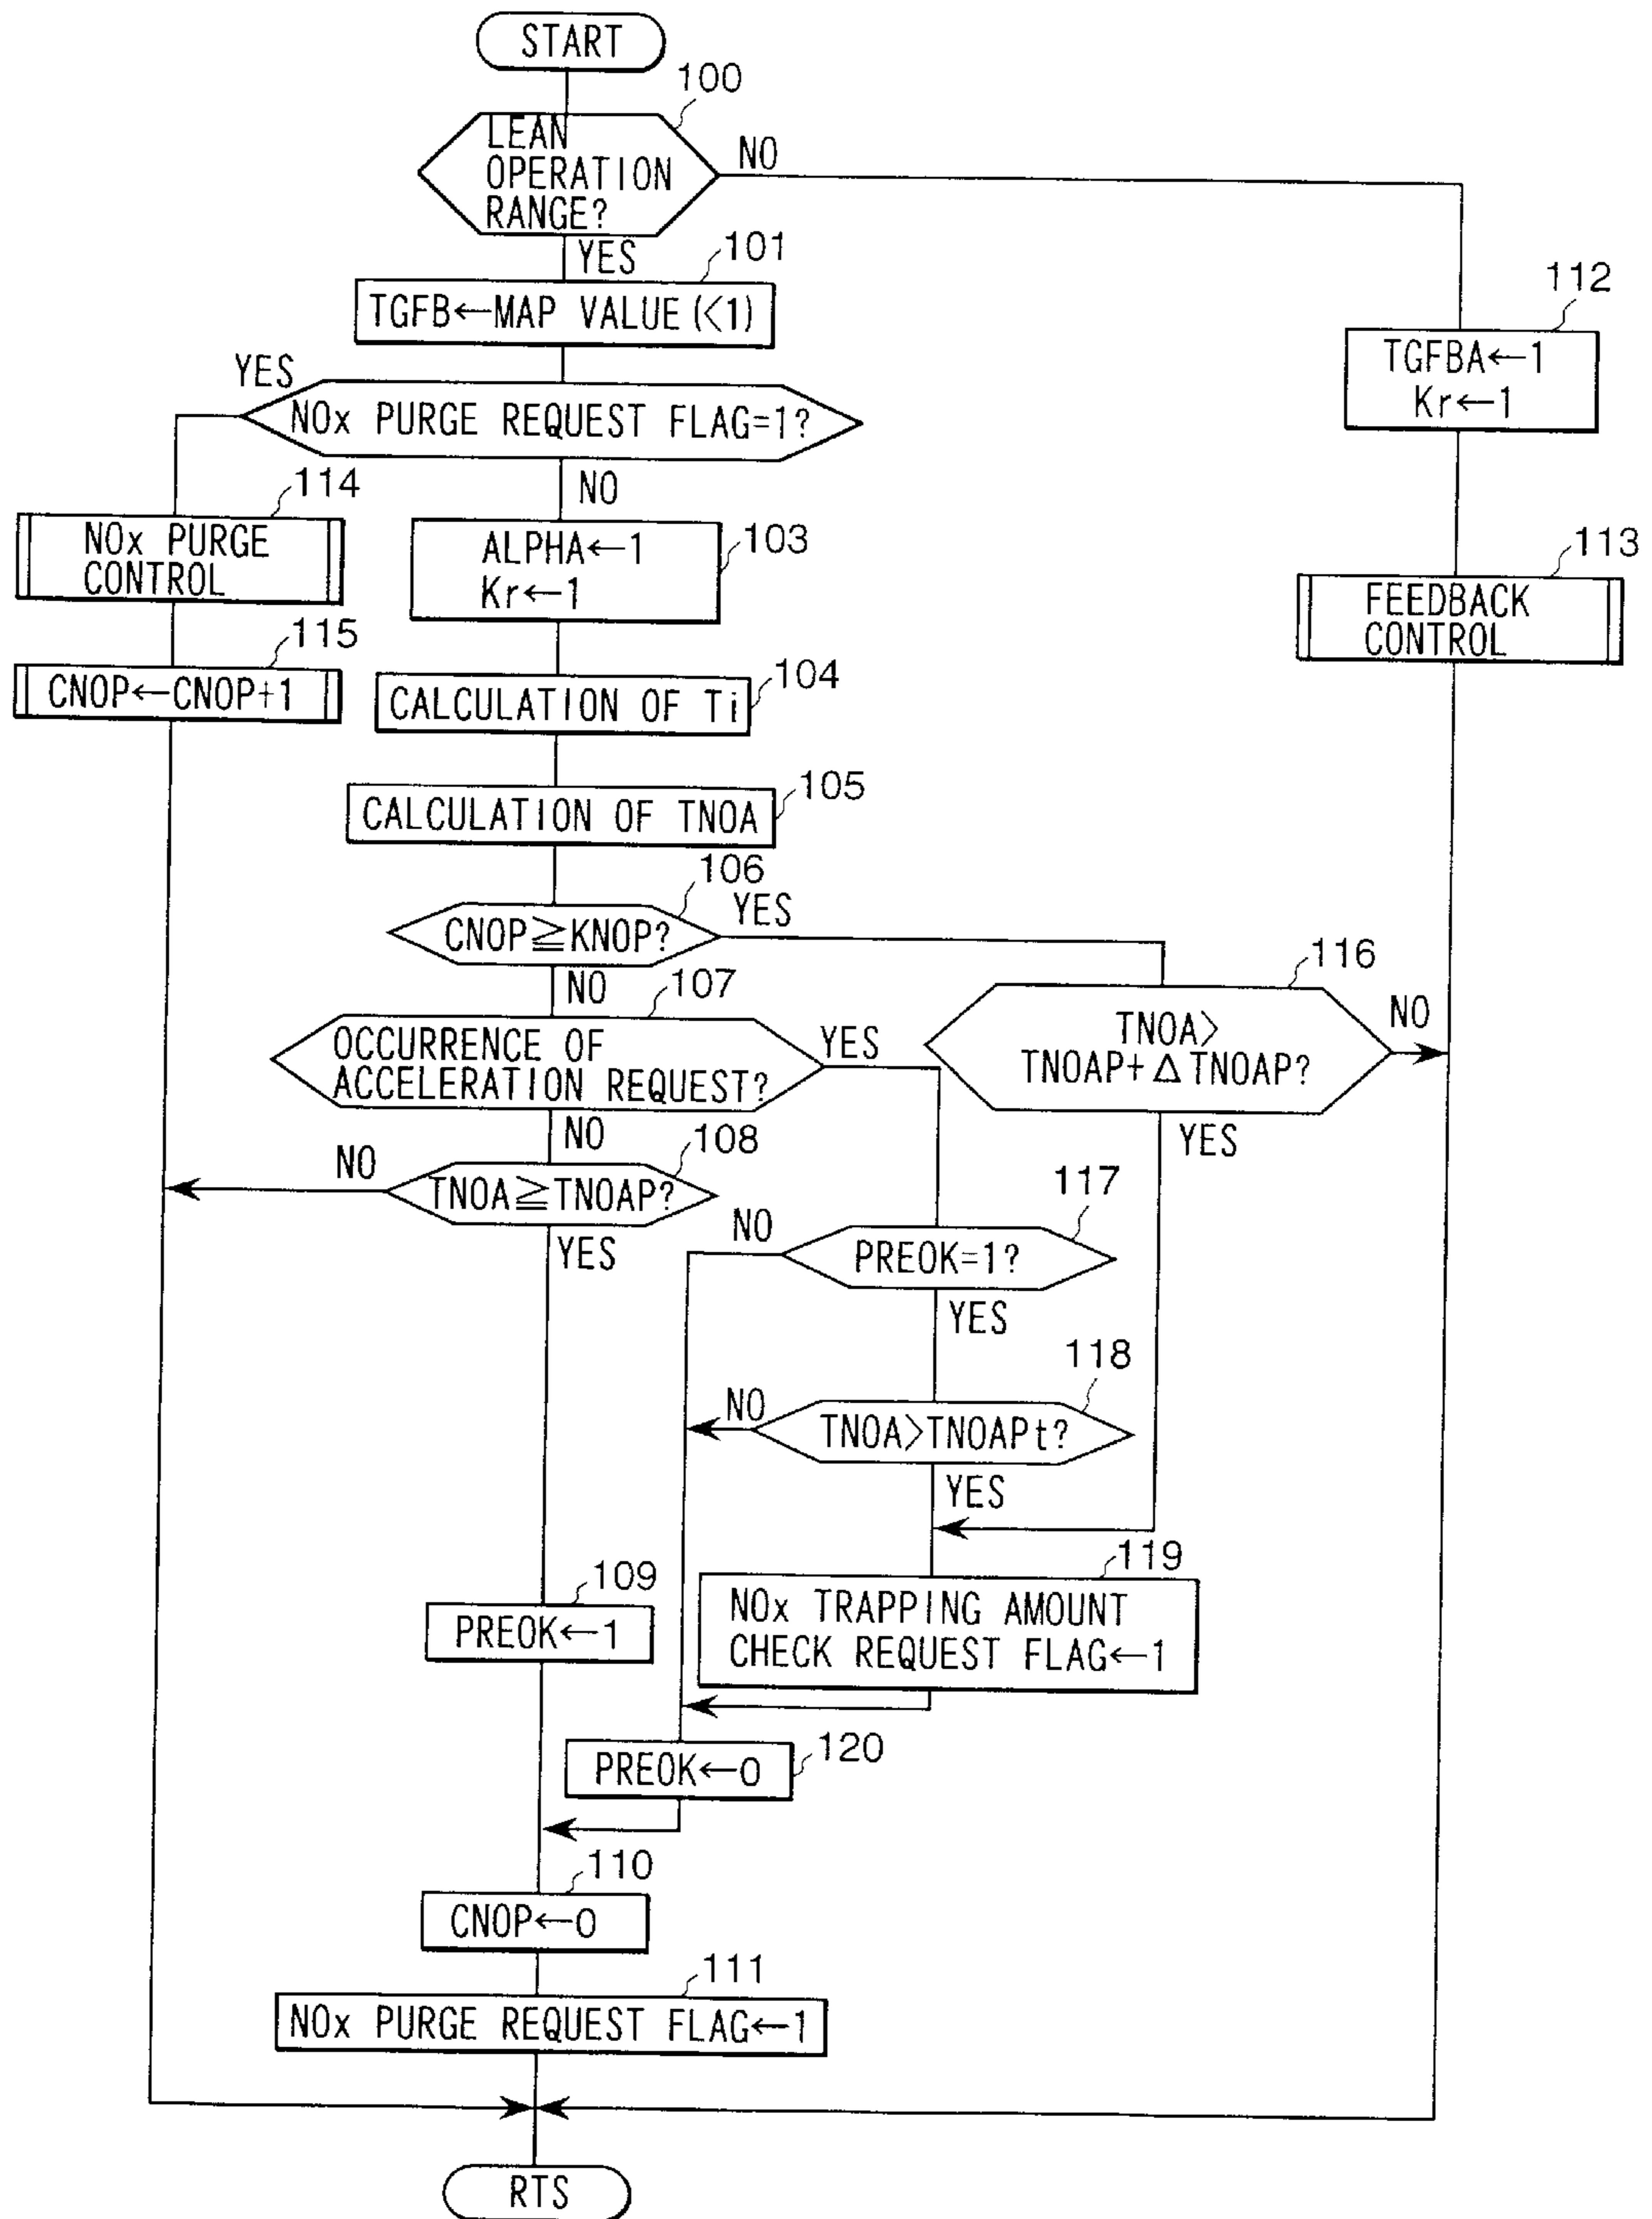 START
100
LEAN
OPERATION
RANGE?
NO
YES
101
TGFB←MAP VALUE(<1)
112
TGFBA←1
Kr←1
YES
NOx PURGE REQUEST FLAG=1?
NO
114
NOx PURGE
CONTROL
103
ALPHA←1
Kr←1
113
FEEDBACK
CONTROL
115
CNOP←CNOP+1
104
CALCULATION OF Ti
105
CALCULATION OF TNOA
106
CNOP≧KNOP?
YES
NO
107
OCCURRENCE OF
ACCELERATION REQUEST?
YES
116
TNOA>
TNOAP+ΔTNOAP?
NO
YES
NO
108
TNOA≧TNOAP?
NO
YES
117
PREOK=1?
NO
YES
118
TNOA>TNOAPt?
NO
YES
119
NOx TRAPPING AMOUNT
CHECK REQUEST FLAG←1
109
PREOK←1
120
PREOK←0
110
CNOP←0
111
NOx PURGE REQUEST FLAG←1
RTS